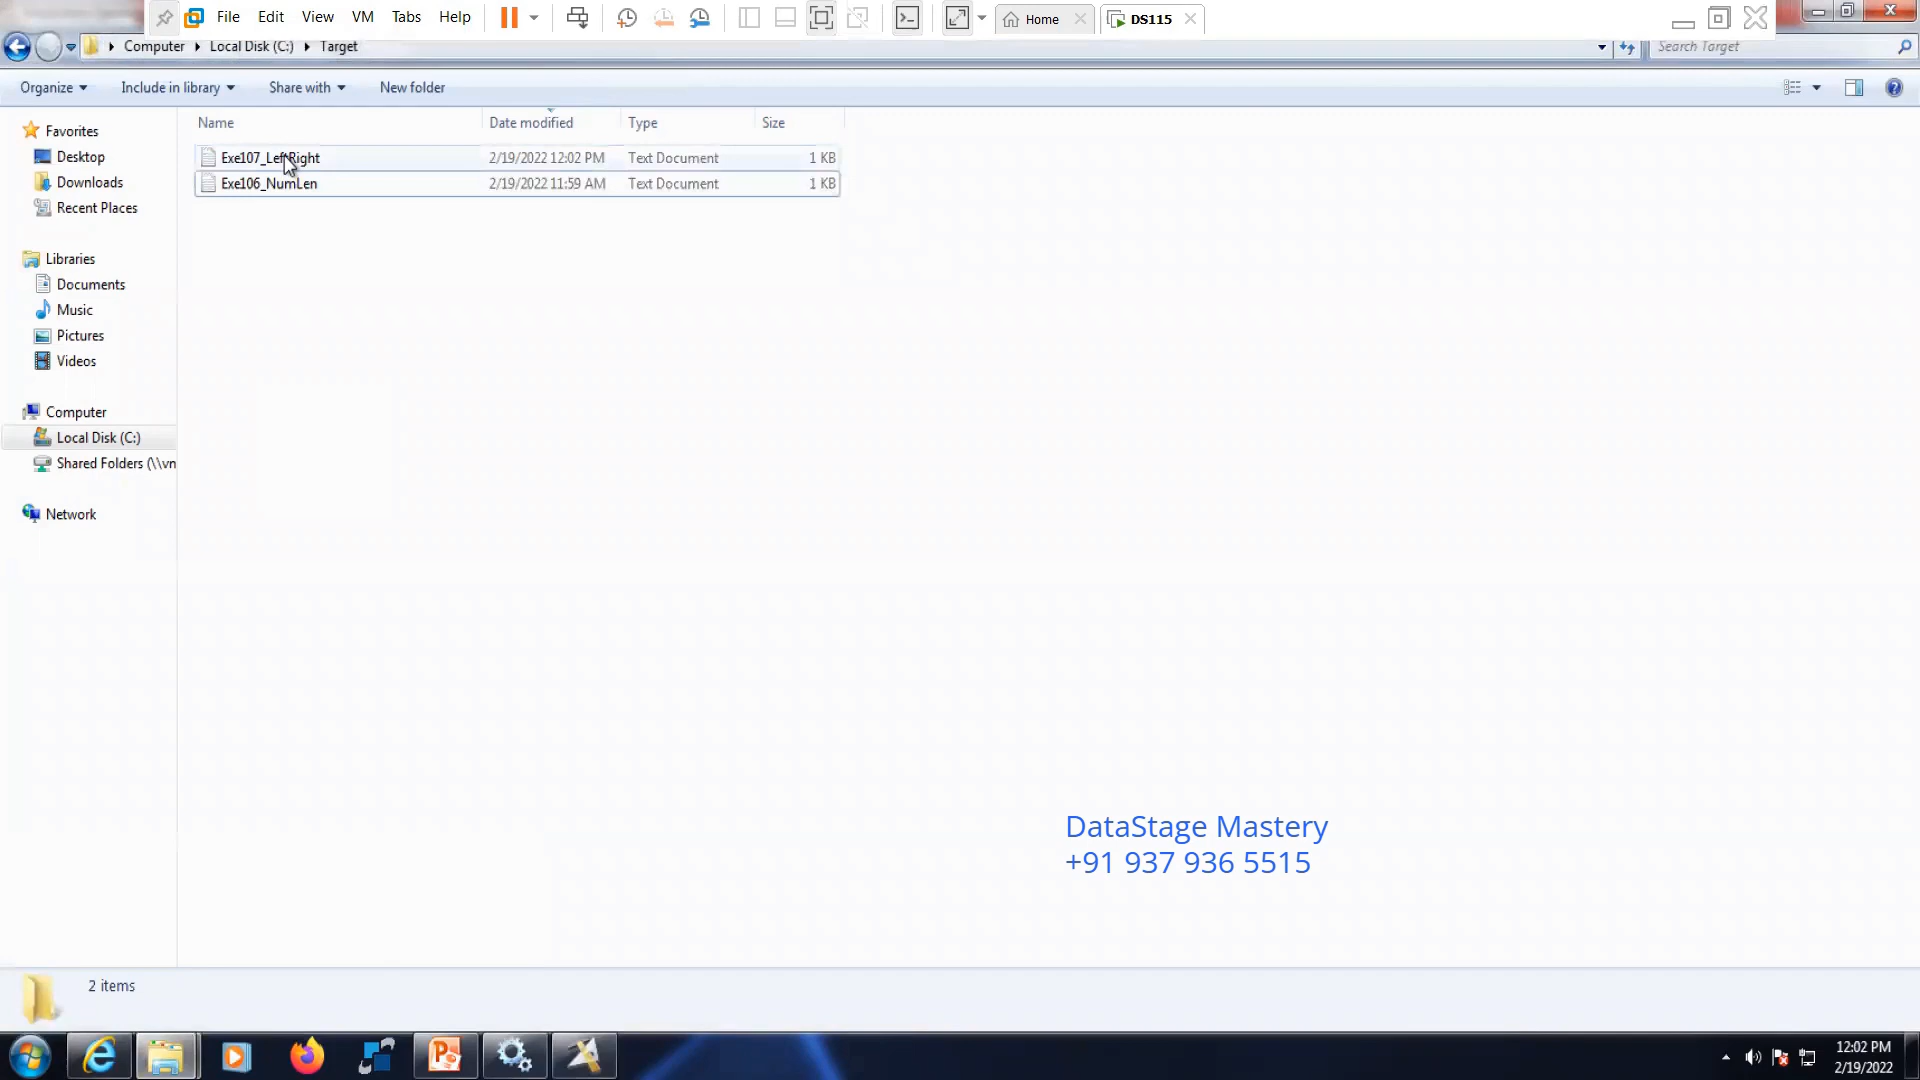 File Edit View VM Tabs Help Home DS115
Computer Local Disk (C:) Target Search Target
Organize Include in library Share with New folder
Name Date modified Type Size
Exe107_LeftRight 2/19/2022 12:02 PM Text Document 1 KB
Exe106_NumLen 2/19/2022 11:59 AM Text Document 1 KB
Favorites
Desktop
Downloads
Recent Places
Libraries
Documents
Music
Pictures
Videos
Computer
Local Disk (C:)
Shared Folders (\\vn
Network
DataStage Mastery
+91 937 936 5515
2 items
12:02 PM
2/19/2022